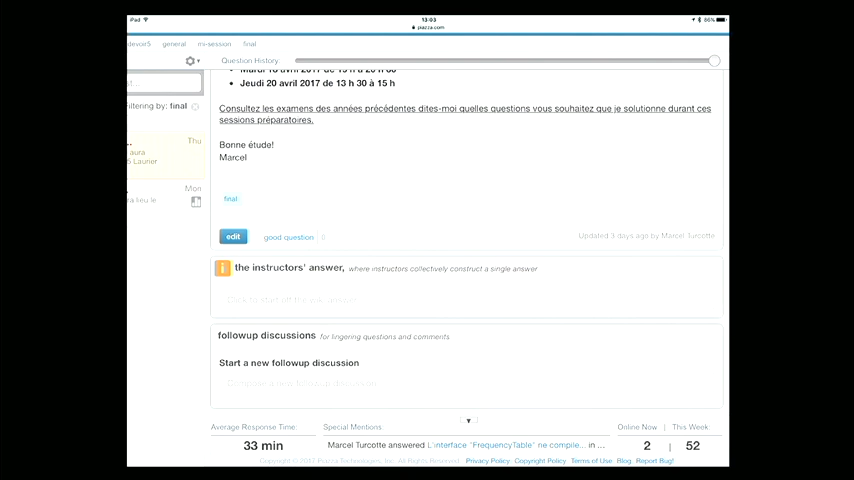 iPad
13:03
86%
piazza.com
devoir5 general mi-session final
Question History:
Filtering by: final
• Jeudi 20 avril 2017 de 13 h 30 à 15 h
Thu
aura
5 Laurier
Mon
Consultez les examens des années précédentes dites-moi quelles questions vous souhaitez que je solutionne durant ces
sessions préparatoires.
Bonne étude!
Marcel
final
edit good question 0
Updated 3 days ago by Marcel Turcotte
i the instructors' answer, where instructors collectively construct a single answer
Click to start off the wiki answer
followup discussions for lingering questions and comments
Start a new followup discussion
Compose a new followup discussion
Average Response Time: Special Mentions Online Now | This Week:
33 min Marcel Turcotte answered L'interface "FrequencyTable" ne compile... in ... 2 | 52
Copyright © 2017 Piazza Technologies, Inc. All Rights Reserved. Privacy Policy Copyright Policy Terms of Use Blog Report Bug!